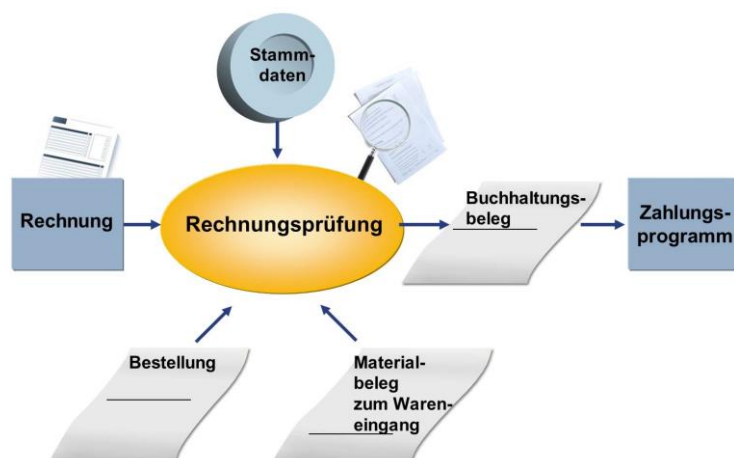 Stamm-
daten
Rechnung
Rechnungsprüfung
Buchhaltungs-
beleg
Zahlungs-
programm
Bestellung
Material-
beleg
zum Waren-
eingang